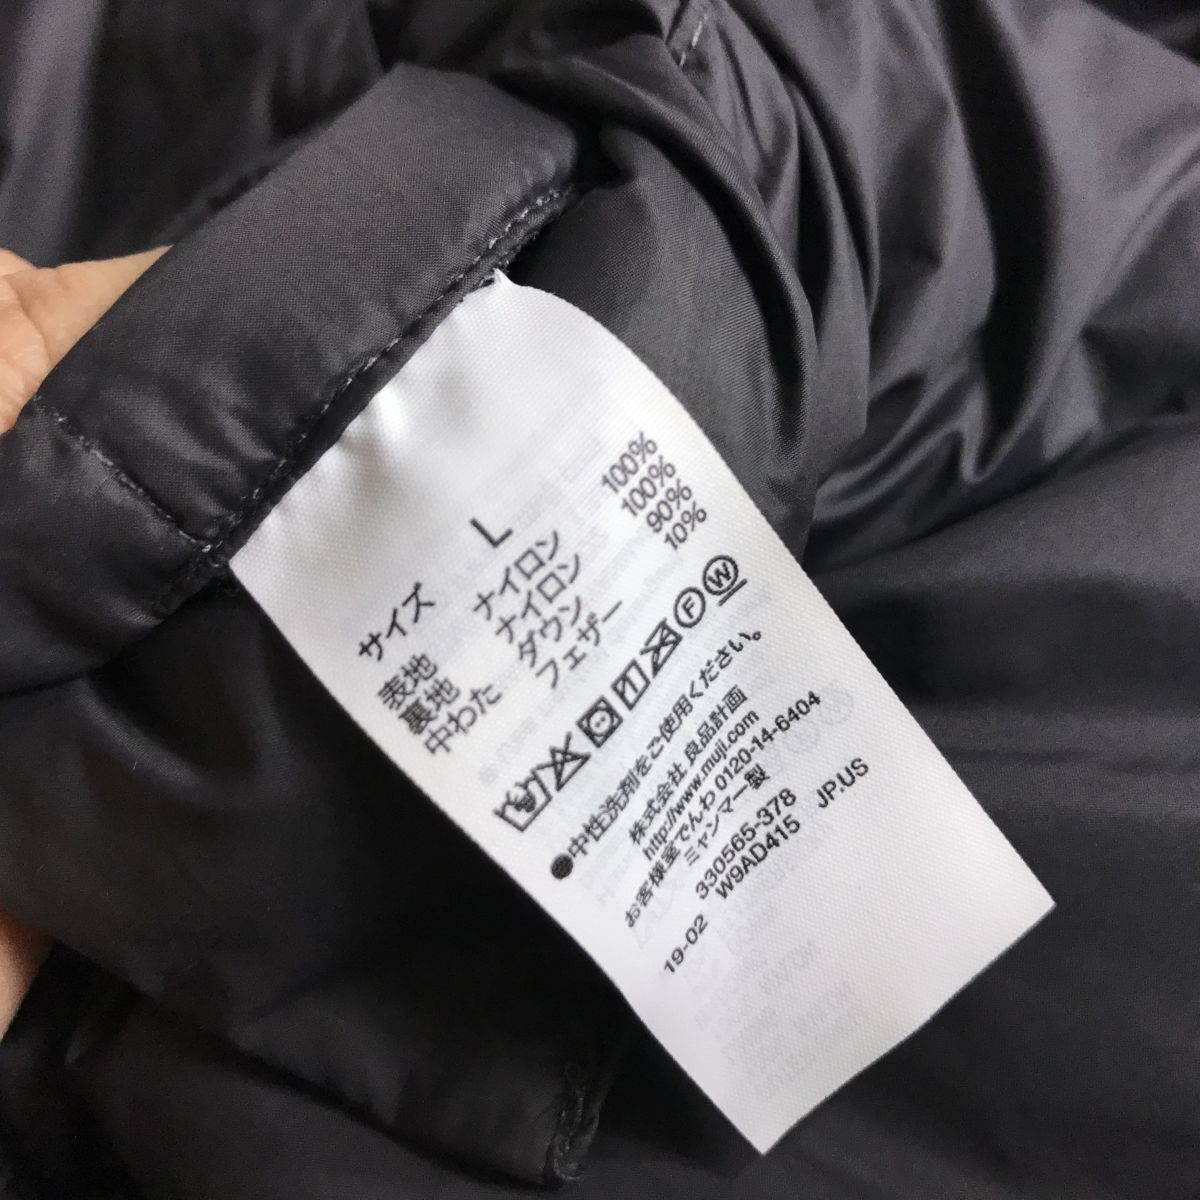 サイズ L
表地 ナイロン 100%
裏地 ナイロン 100%
中わた ダウン 90%
フェザー 10%
F W
●中性洗剤をご使用ください。
株式会社 良品計画
http://www.muji.com
お客様室でんわ 0120-14-6404
ミャンマー製
330565-378 JP.US
19-02 W9AD415